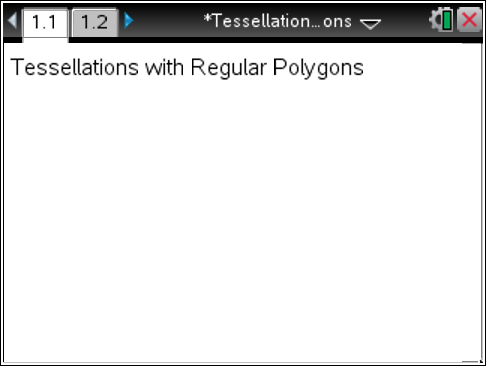 1.1 1.2 *Tessellation...ons
Tessellations with Regular Polygons